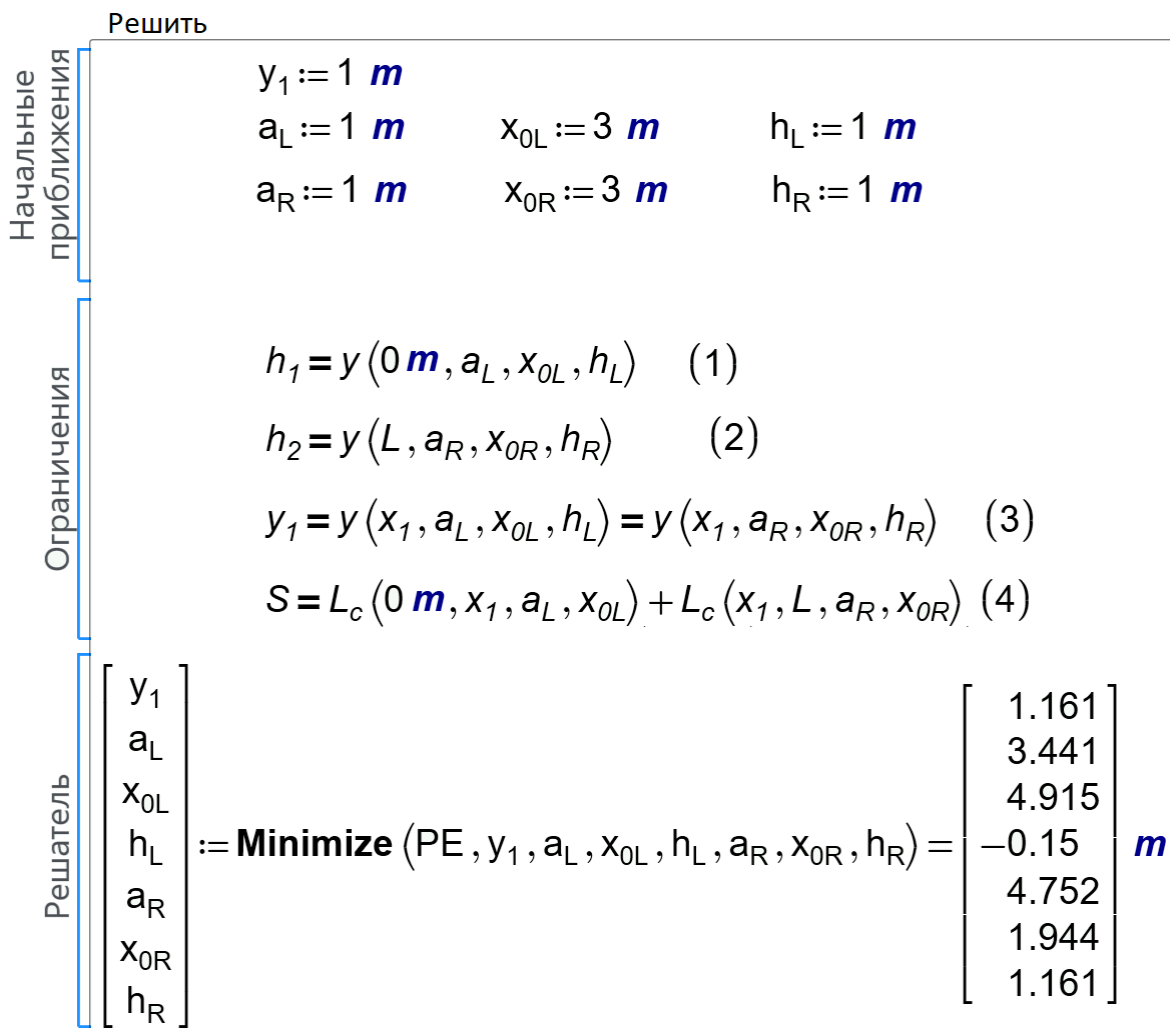 Решить
Начальные приближения
y₁ := 1 m
a_L := 1 m x_0L := 3 m h_L := 1 m
a_R := 1 m x_0R := 3 m h_R := 1 m
Ограничения
h₁ = y(0 m, a_L, x_0L, h_L) (1)
h₂ = y(L, a_R, x_0R, h_R) (2)
y₁ = y(x₁, a_L, x_0L, h_L) = y(x₁, a_R, x_0R, h_R) (3)
S = L_c(0 m, x₁, a_L, x_0L) + L_c(x₁, L, a_R, x_0R) (4)
Решатель
[y₁ a_L x_0L h_L a_R x_0R h_R] := Minimize(PE, y₁, a_L, x_0L, h_L, a_R, x_0R, h_R) = [1.161 3.441 4.915 −0.15 4.752 1.944 1.161] m